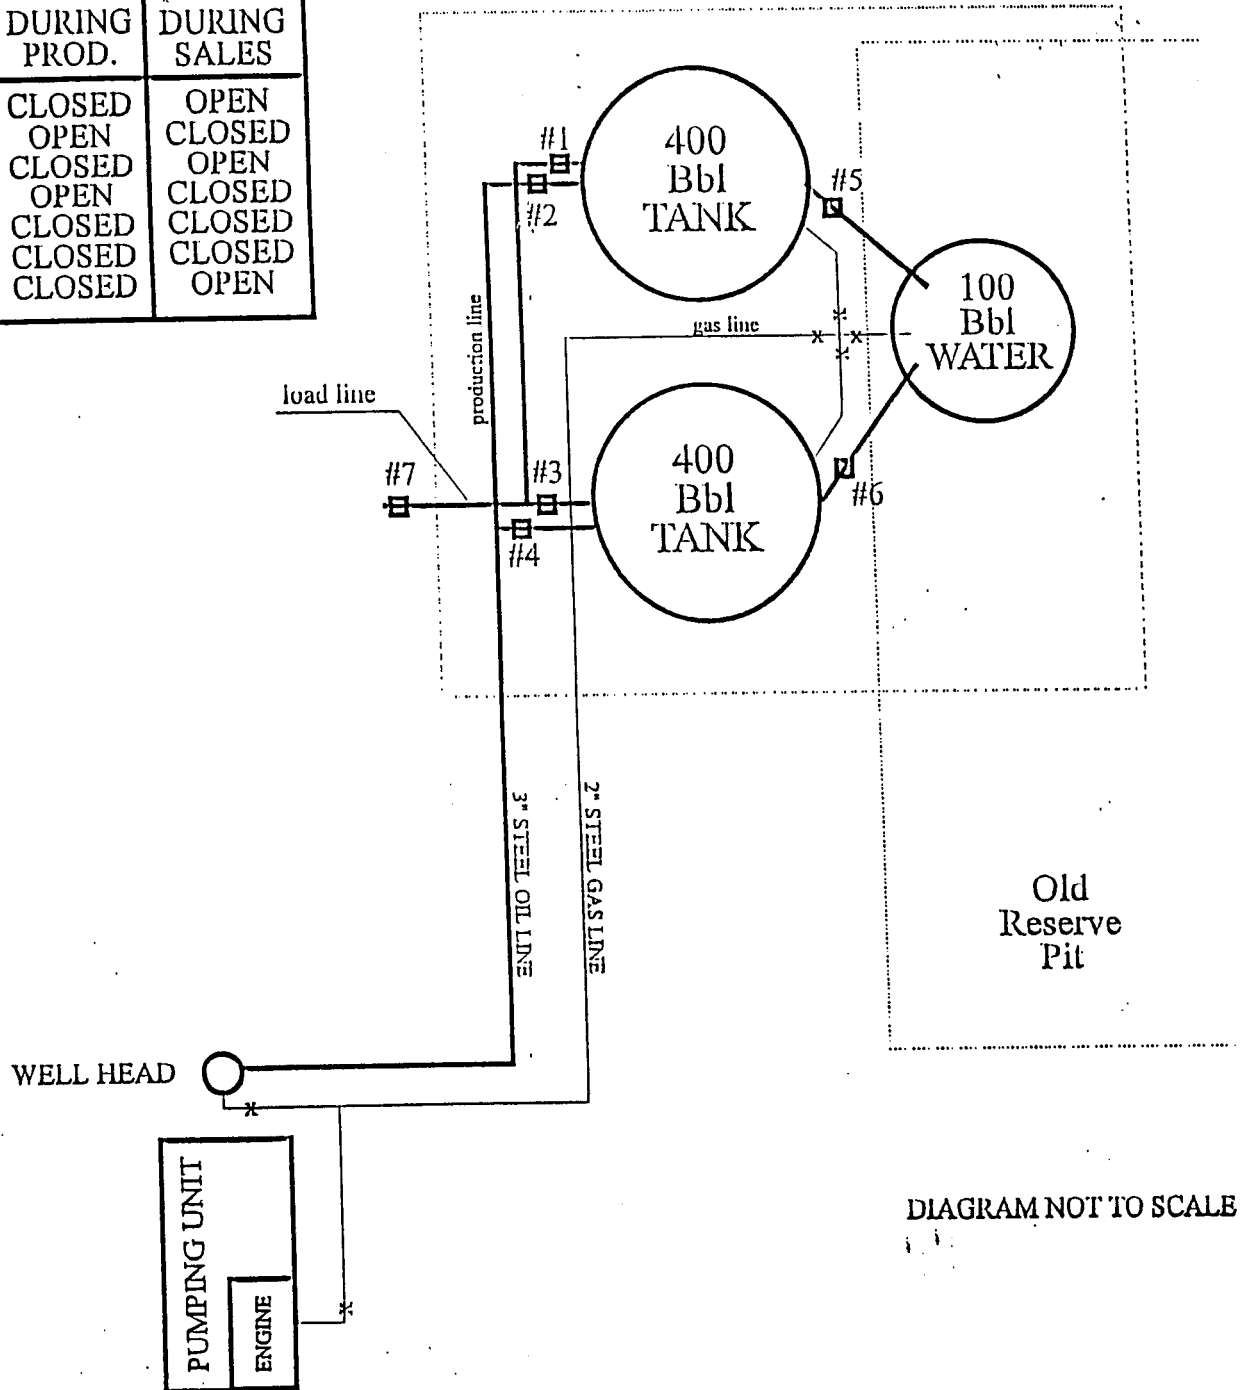 DURING DURING
PROD. SALES
CLOSED OPEN
OPEN CLOSED
CLOSED OPEN
OPEN CLOSED
CLOSED CLOSED
CLOSED CLOSED
CLOSED OPEN
#1
#2
400
Bbl
TANK
#5
100
Bbl
WATER
gas line
production line
load line
#7
#3
#4
400
Bbl
TANK
#6
3" STEEL OIL LINE
2" STEEL GAS LINE
Old
Reserve
Pit
WELL HEAD
PUMPING UNIT
ENGINE
DIAGRAM NOT TO SCALE